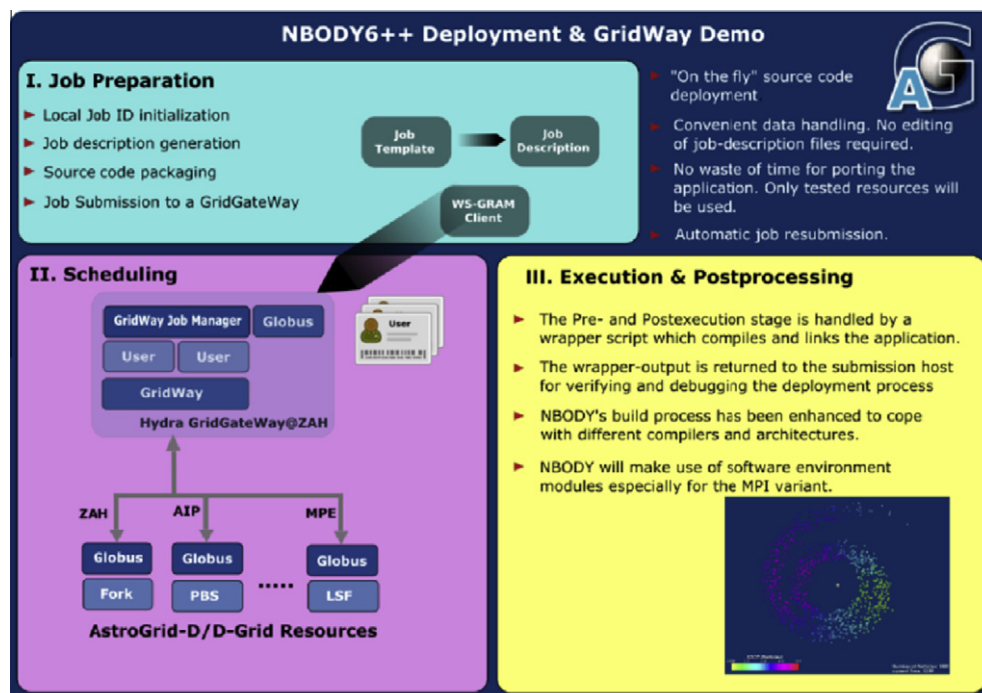 NBODY6++ Deployment & GridWay Demo
I. Job Preparation
► Local Job ID initialization
► Job description generation
► Source code packaging
► Job Submission to a GridGateWay
Job
Template
Job
Description
WS-GRAM
Client
► "On the fly" source code
deployment.
► Convenient data handling. No editing
of job-description files required.
► No waste of time for porting the
application. Only tested resources will
be used.
► Automatic job resubmission.
AG
II. Scheduling
GridWay Job Manager
Globus
User
User
GridWay
Hydra GridGateWay@ZAH
User
ZAH
AIP
MPE
Globus
Globus
Globus
Fork
PBS
.....
LSF
AstroGrid-D/D-Grid Resources
III. Execution & Postprocessing
► The Pre- and Postexecution stage is handled by a
wrapper script which compiles and links the application.
► The wrapper-output is returned to the submission host
for verifying and debugging the deployment process
► NBODY's build process has been enhanced to cope
with different compilers and architectures.
► NBODY will make use of software environment
modules especially for the MPI variant.